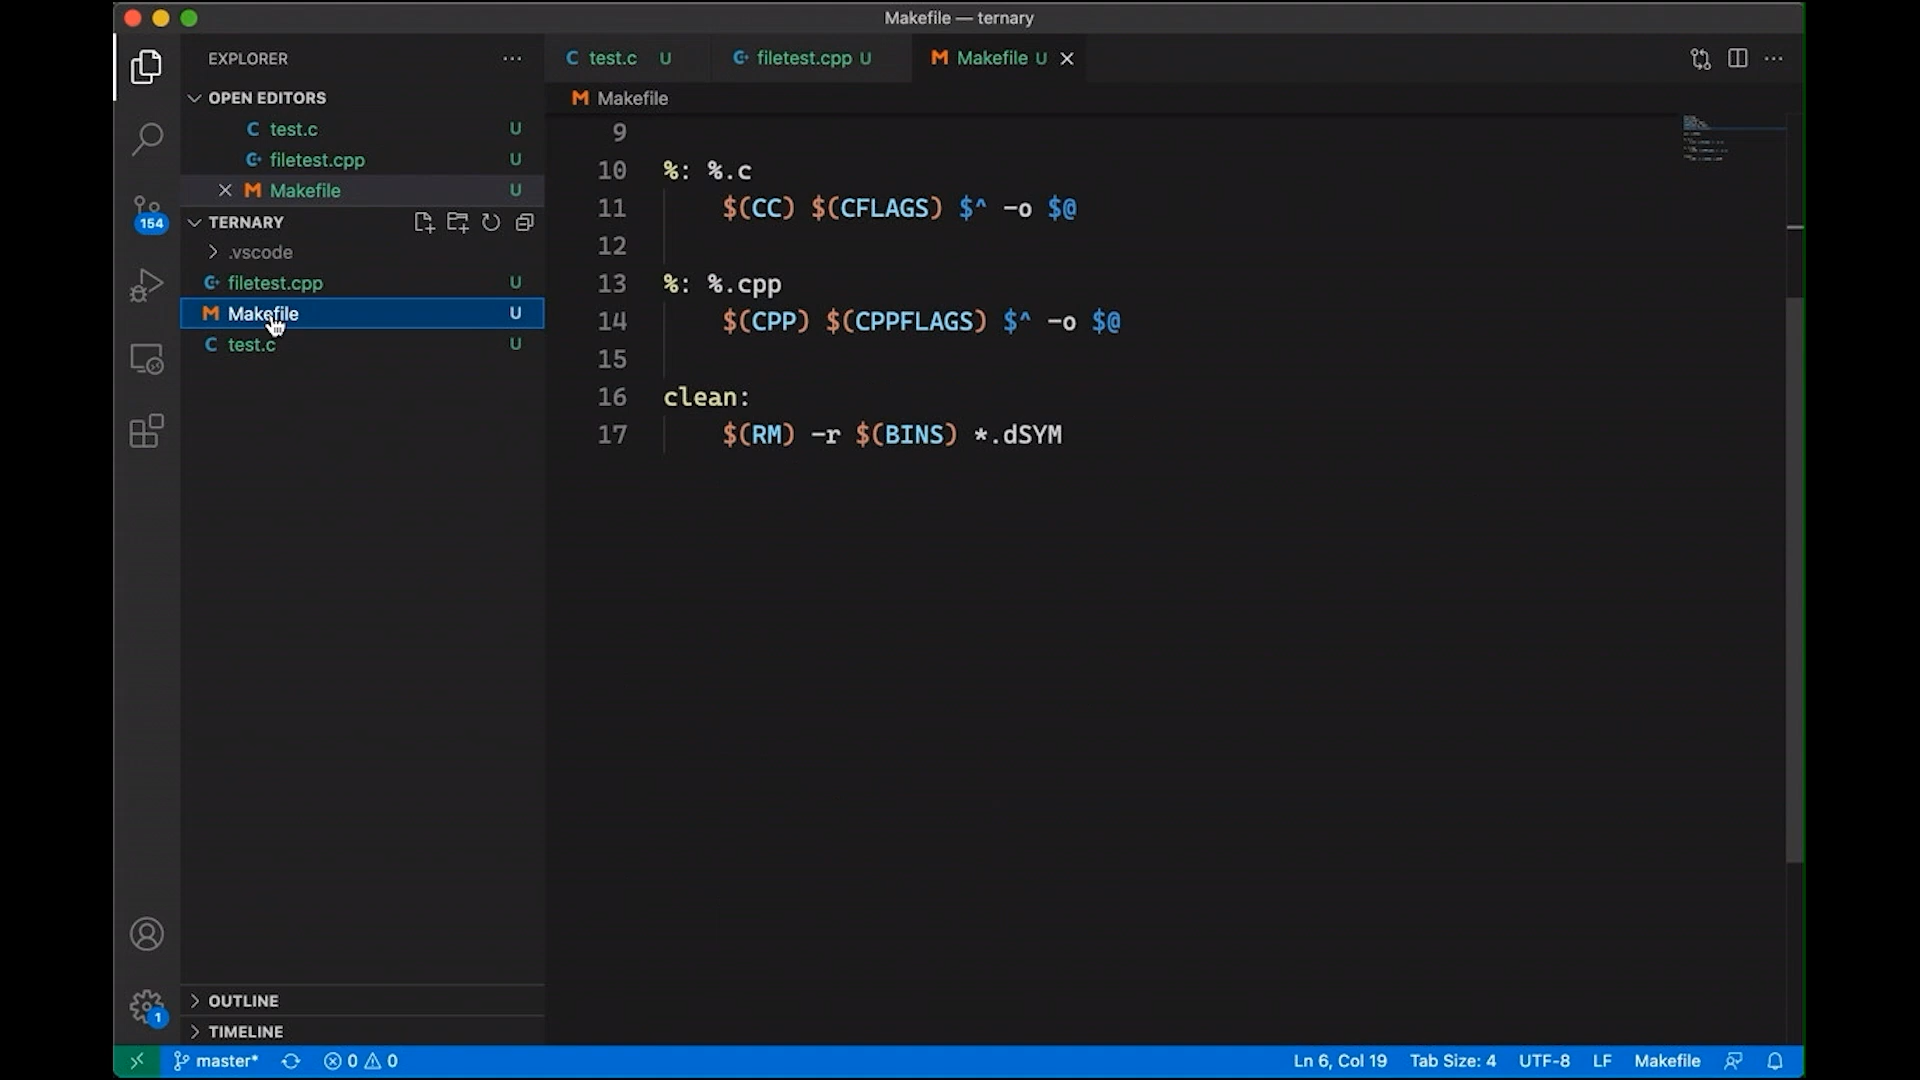 Makefile — ternary
EXPLORER
OPEN EDITORS
test.c U
filetest.cpp U
Makefile U
TERNARY
.vscode
filetest.cpp U
Makefile U
test.c U
OUTLINE
TIMELINE
154
1
test.c U
filetest.cpp U
Makefile U
Makefile
9
10 %: %.c
11 $(CC) $(CFLAGS) $^ -o $@
12
13 %: %.cpp
14 $(CPP) $(CPPFLAGS) $^ -o $@
15
16 clean:
17 $(RM) -r $(BINS) *.dSYM
master* 0 0 Ln 6, Col 19 Tab Size: 4 UTF-8 LF Makefile